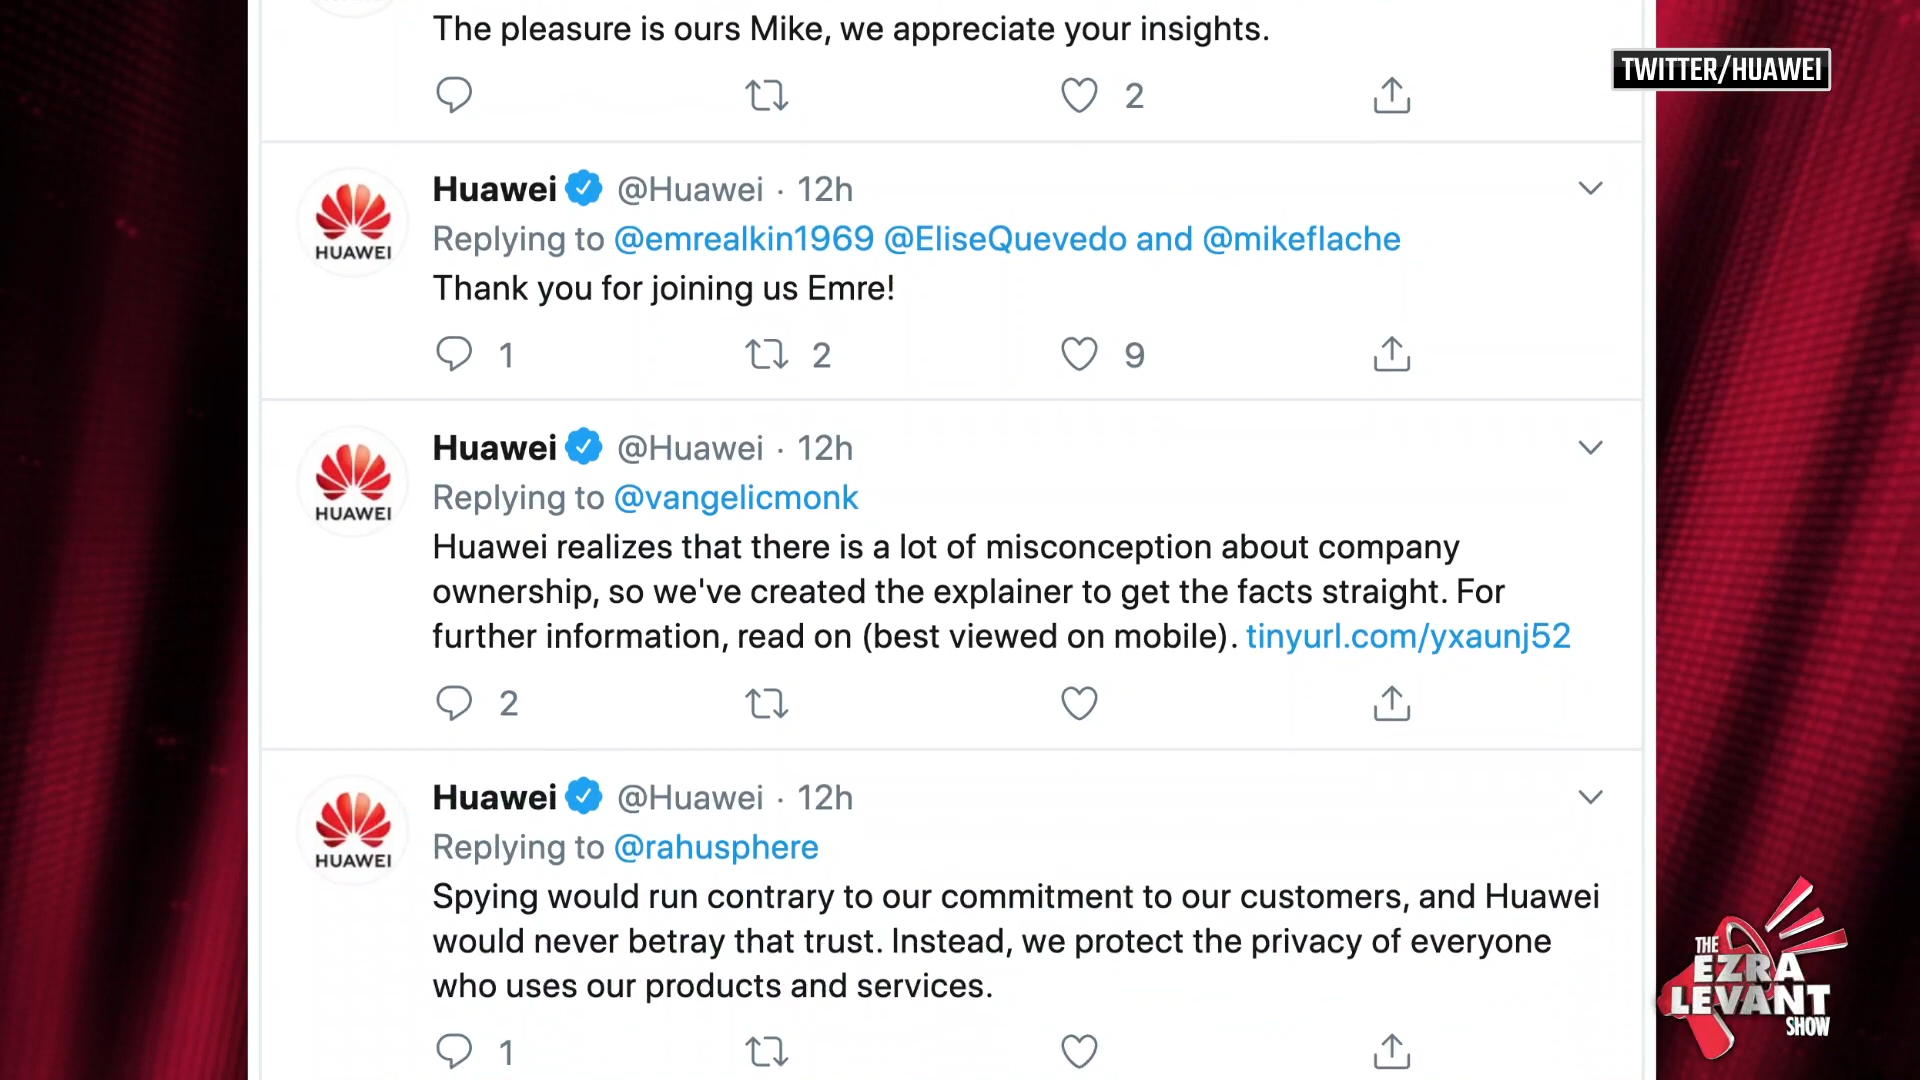 The pleasure is ours Mike, we appreciate your insights.
2
TWITTER/HUAWEI
HUAWEI
Huawei @Huawei · 12h
Replying to @emrealkin1969 @EliseQuevedo and @mikeflache
Thank you for joining us Emre!
1 2 9
HUAWEI
Huawei @Huawei · 12h
Replying to @vangelicmonk
Huawei realizes that there is a lot of misconception about company
ownership, so we've created the explainer to get the facts straight. For
further information, read on (best viewed on mobile). tinyurl.com/yxaunj52
2
HUAWEI
Huawei @Huawei · 12h
Replying to @rahusphere
Spying would run contrary to our commitment to our customers, and Huawei
would never betray that trust. Instead, we protect the privacy of everyone
who uses our products and services.
1
THE
EZRA
LEVANT
SHOW